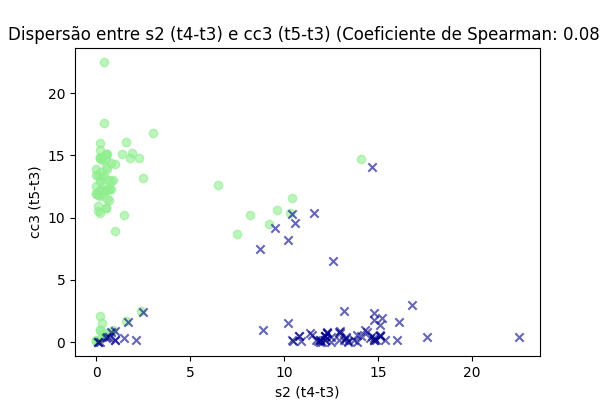 Dispersão entre s2 (t4-t3) e cc3 (t5-t3) (Coeficiente de Spearman: 0.08
cc3 (t5-t3)
20
15
10
5
0
0 5 10 15 20
s2 (t4-t3)